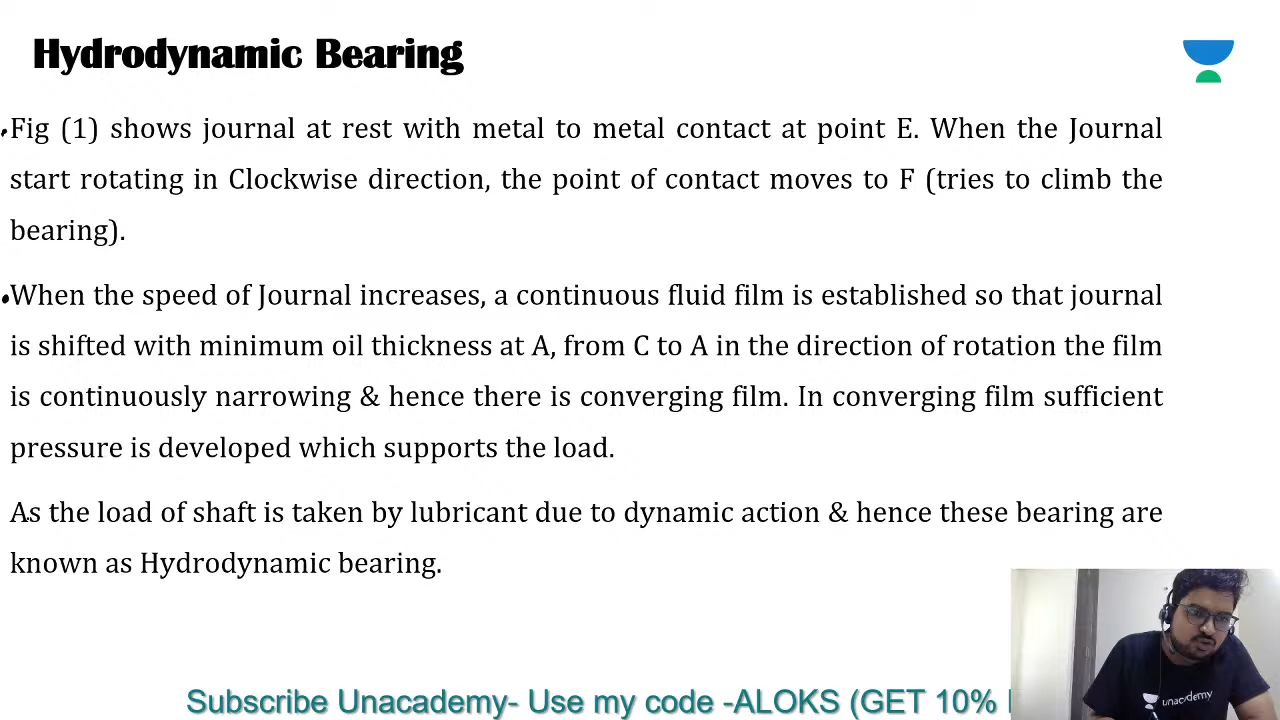 Hydrodynamic Bearing
Fig (1) shows journal at rest with metal to metal contact at point E. When the Journal
start rotating in Clockwise direction, the point of contact moves to F (tries to climb the
bearing).
When the speed of Journal increases, a continuous fluid film is established so that journal
is shifted with minimum oil thickness at A, from C to A in the direction of rotation the film
is continuously narrowing & hence there is converging film. In converging film sufficient
pressure is developed which supports the load.
As the load of shaft is taken by lubricant due to dynamic action & hence these bearing are
known as Hydrodynamic bearing.
unacademy
Subscribe Unacademy- Use my code -ALOKS (GET 10%